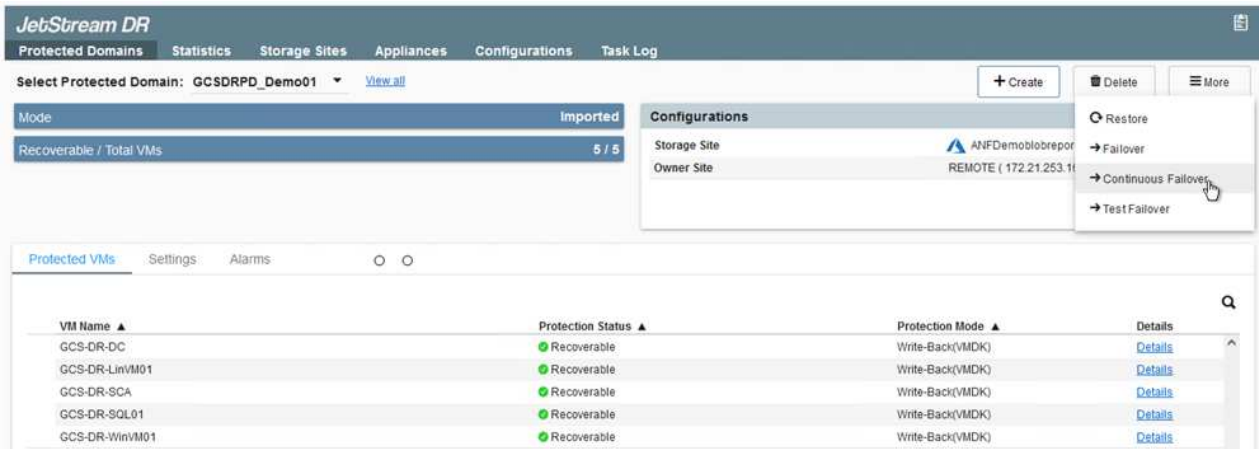 JetStream DR
Protected Domains Statistics Storage Sites Appliances Configurations Task Log
Select Protected Domain: GCSDRPD_Demo01 View all + Create Delete More
Mode Imported
Recoverable / Total VMs 5 / 5
Configurations
Storage Site ANFDemoblobrepor
Owner Site REMOTE ( 172.21.253.16
Restore
Failover
Continuous Failover
Test Failover
Protected VMs Settings Alarms
VM Name Protection Status Protection Mode Details
GCS-DR-DC Recoverable Write-Back(VMDK) Details
GCS-DR-LinVM01 Recoverable Write-Back(VMDK) Details
GCS-DR-SCA Recoverable Write-Back(VMDK) Details
GCS-DR-SQL01 Recoverable Write-Back(VMDK) Details
GCS-DR-WinVM01 Recoverable Write-Back(VMDK) Details